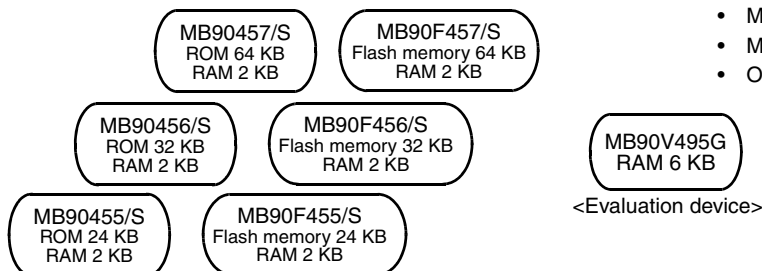 MB90457/S
ROM 64 KB
RAM 2 KB
MB90F457/S
Flash memory 64 KB
RAM 2 KB
• M
• M
• O
MB90456/S
ROM 32 KB
RAM 2 KB
MB90F456/S
Flash memory 32 KB
RAM 2 KB
MB90V495G
RAM 6 KB
<Evaluation device>
MB90455/S
ROM 24 KB
RAM 2 KB
MB90F455/S
Flash memory 24 KB
RAM 2 KB